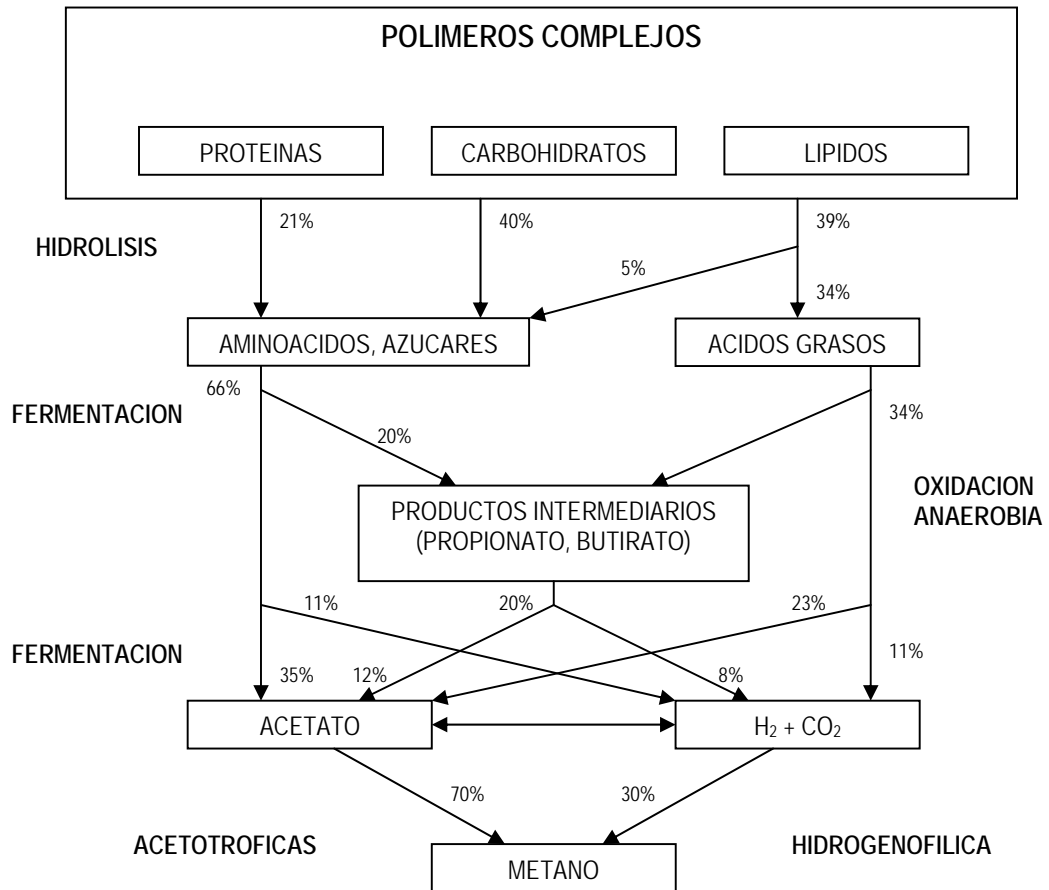 POLIMEROS COMPLEJOS
PROTEINAS
CARBOHIDRATOS
LIPIDOS
21%
40%
39%
HIDROLISIS
5%
34%
AMINOACIDOS, AZUCARES
ACIDOS GRASOS
66%
FERMENTACION
34%
20%
PRODUCTOS INTERMEDIARIOS
(PROPIONATO, BUTIRATO)
OXIDACION
ANAEROBIA
11%
20%
23%
FERMENTACION
35%
12%
8%
11%
ACETATO
H₂ + CO₂
70%
30%
ACETOTROFICAS
HIDROGENOFILICA
METANO